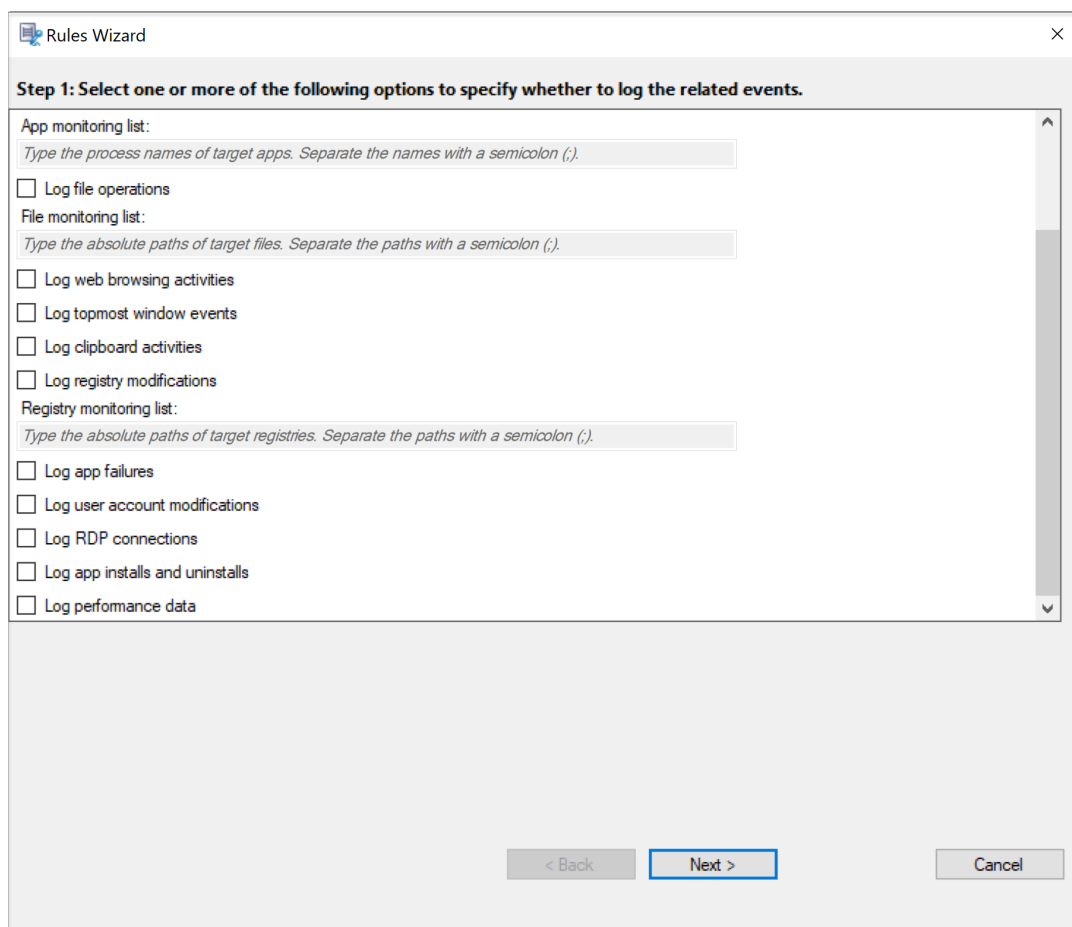 Rules Wizard
Step 1: Select one or more of the following options to specify whether to log the related events.
App monitoring list:
Type the process names of target apps. Separate the names with a semicolon (;).
Log file operations
File monitoring list:
Type the absolute paths of target files. Separate the paths with a semicolon (;).
Log web browsing activities
Log topmost window events
Log clipboard activities
Log registry modifications
Registry monitoring list:
Type the absolute paths of target registries. Separate the paths with a semicolon (;).
Log app failures
Log user account modifications
Log RDP connections
Log app installs and uninstalls
Log performance data
< Back Next > Cancel